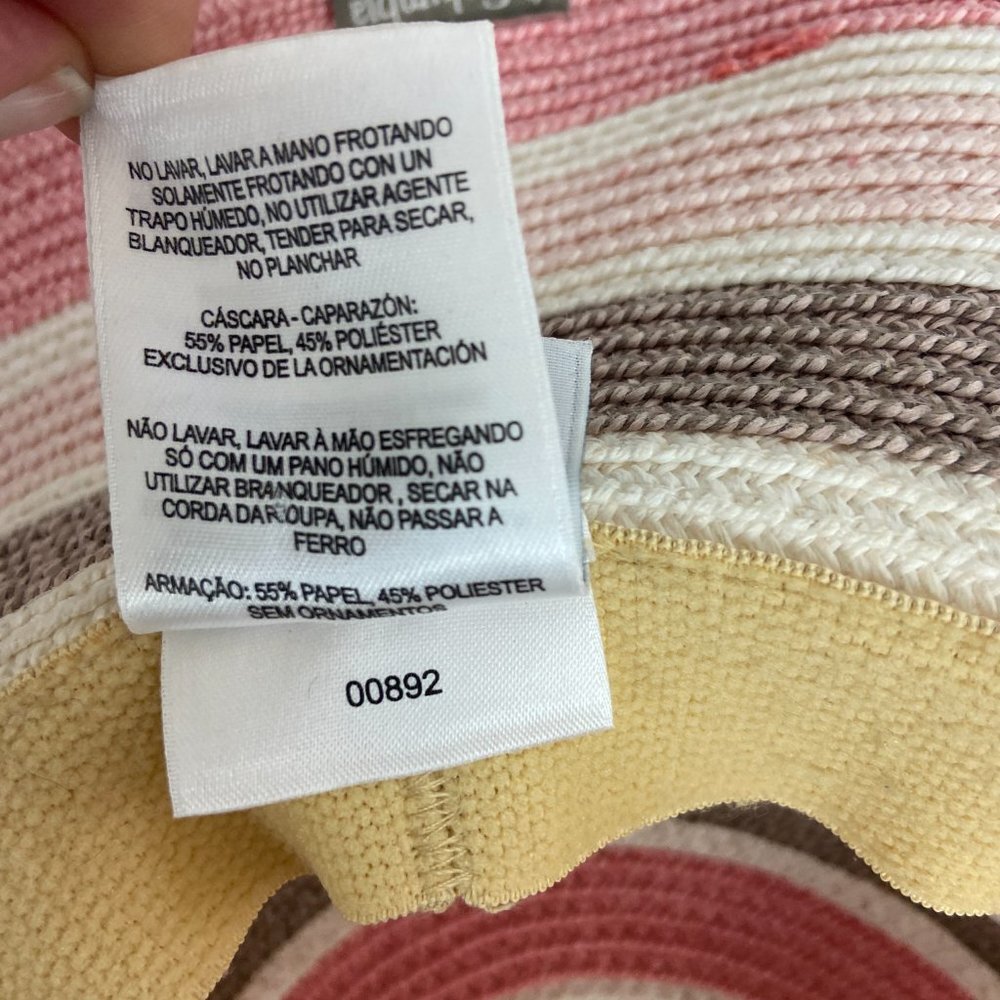 Columbia
NO LAVAR, LAVAR A MANO FROTANDO
SOLAMENTE FROTANDO CON UN
TRAPO HÚMEDO, NO UTILIZAR AGENTE
BLANQUEADOR, TENDER PARA SECAR,
NO PLANCHAR
CÁSCARA - CAPARAZÓN:
55% PAPEL, 45% POLIÉSTER
EXCLUSIVO DE LA ORNAMENTACIÓN
NÃO LAVAR, LAVAR À MÃO ESFREGANDO
SÓ COM UM PANO HÚMIDO, NÃO
UTILIZAR BRANQUEADOR , SECAR NA
CORDA DA ROUPA, NÃO PASSAR A
FERRO
ARMAÇÃO: 55% PAPEL, 45% POLIESTER
SEM ORNAMENTOS
00892